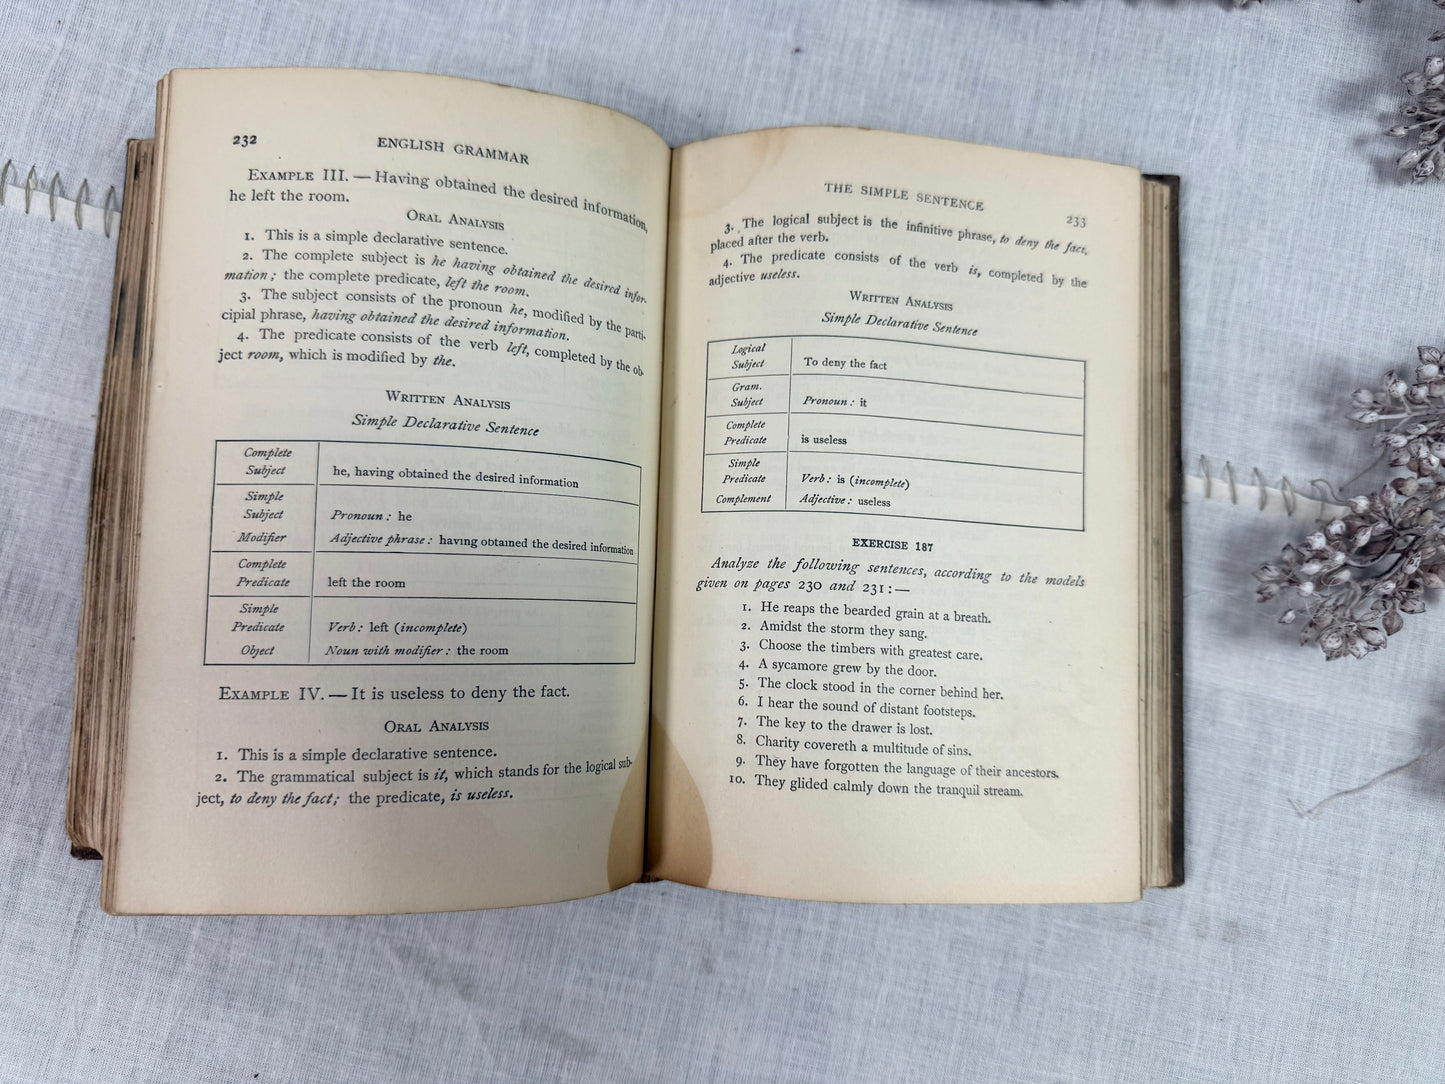 232
ENGLISH GRAMMAR
EXAMPLE III. — Having obtained the desired information,
he left the room.
ORAL ANALYSIS
1. This is a simple declarative sentence.
2. The complete subject is he having obtained the desired infor-
mation; the complete predicate, left the room.
3. The subject consists of the pronoun he, modified by the parti-
cipial phrase, having obtained the desired information.
4. The predicate consists of the verb left, completed by the ob-
ject room, which is modified by the.
WRITTEN ANALYSIS
Simple Declarative Sentence
Complete
Subject he, having obtained the desired information
Simple
Subject Pronoun: he
Modifier Adjective phrase: having obtained the desired information
Complete
Predicate left the room
Simple
Predicate Verb: left (incomplete)
Object Noun with modifier: the room
EXAMPLE IV. — It is useless to deny the fact.
ORAL ANALYSIS
1. This is a simple declarative sentence.
2. The grammatical subject is it, which stands for the logical sub-
ject, to deny the fact; the predicate, is useless.
THE SIMPLE SENTENCE
233
3. The logical subject is the infinitive phrase, to deny the fact,
placed after the verb.
4. The predicate consists of the verb is, completed by the
adjective useless.
WRITTEN ANALYSIS
Simple Declarative Sentence
Logical
Subject To deny the fact
Gram.
Subject Pronoun: it
Complete
Predicate is useless
Simple
Predicate Verb: is (incomplete)
Complement Adjective: useless
EXERCISE 187
Analyze the following sentences, according to the models
given on pages 230 and 231: —
1. He reaps the bearded grain at a breath.
2. Amidst the storm they sang.
3. Choose the timbers with greatest care.
4. A sycamore grew by the door.
5. The clock stood in the corner behind her.
6. I hear the sound of distant footsteps.
7. The key to the drawer is lost.
8. Charity covereth a multitude of sins.
9. They have forgotten the language of their ancestors.
10. They glided calmly down the tranquil stream.